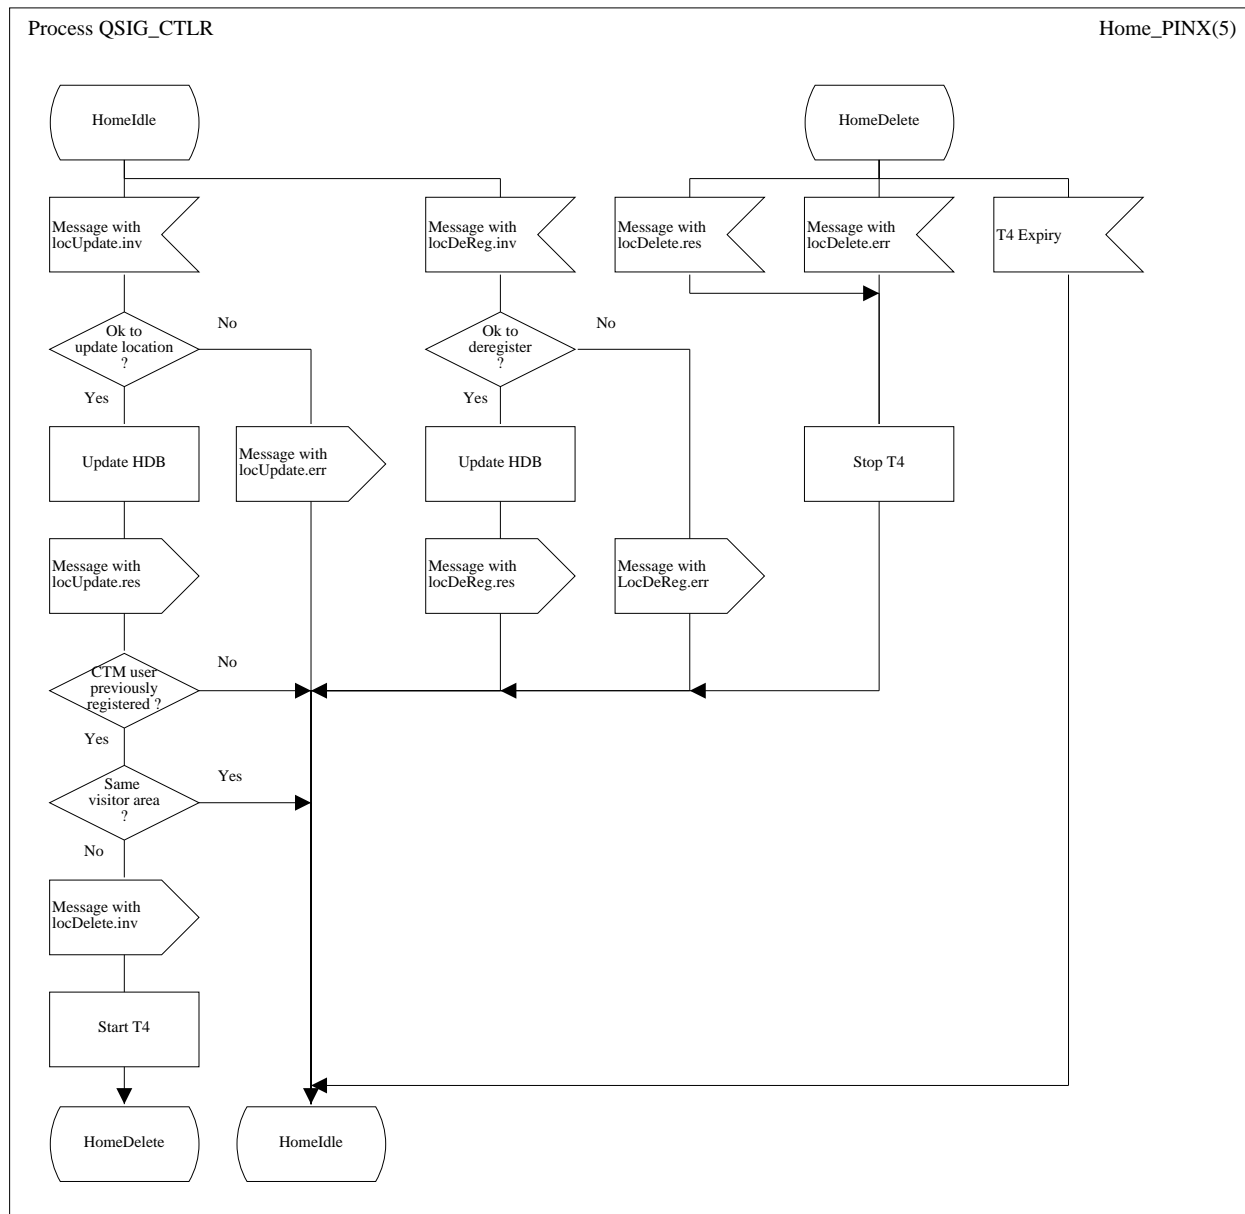 Process QSIG_CTLR
Home_PINX(5)
HomeIdle
HomeDelete
Message with
locUpdate.inv
Message with
locDeReg.inv
Message with
locDelete.res
Message with
locDelete.err
T4 Expiry
Ok to
update location
?
No
Yes
Ok to
deregister
?
No
Yes
Update HDB
Message with
locUpdate.err
Update HDB
Stop T4
Message with
locUpdate.res
Message with
locDeReg.res
Message with
LocDeReg.err
CTM user
previously
registered ?
No
Yes
Same
visitor area
?
Yes
No
Message with
locDelete.inv
Start T4
HomeDelete
HomeIdle